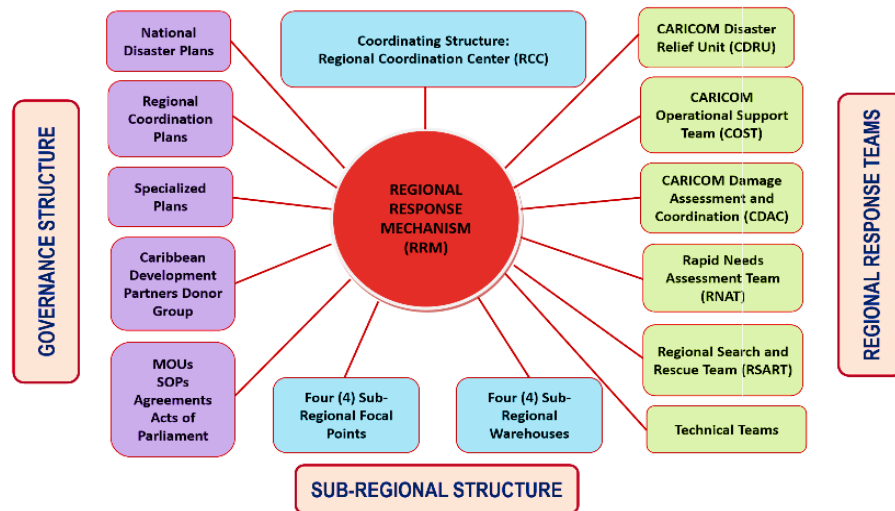 GOVERNANCE STRUCTURE
National
Disaster Plans
Regional
Coordination
Plans
Specialized
Plans
Caribbean
Development
Partners Donor
Group
MOUs
SOPs
Agreements
Acts of
Parliament
Coordinating Structure:
Regional Coordination Center (RCC)
REGIONAL
RESPONSE
MECHANISM
(RRM)
Four (4) Sub-
Regional Focal
Points
Four (4) Sub-
Regional
Warehouses
SUB-REGIONAL STRUCTURE
CARICOM Disaster
Relief Unit (CDRU)
CARICOM
Operational Support
Team (COST)
CARICOM Damage
Assessment and
Coordination (CDAC)
Rapid Needs
Assessment Team
(RNAT)
Regional Search and
Rescue Team (RSART)
Technical Teams
REGIONAL RESPONSE TEAMS